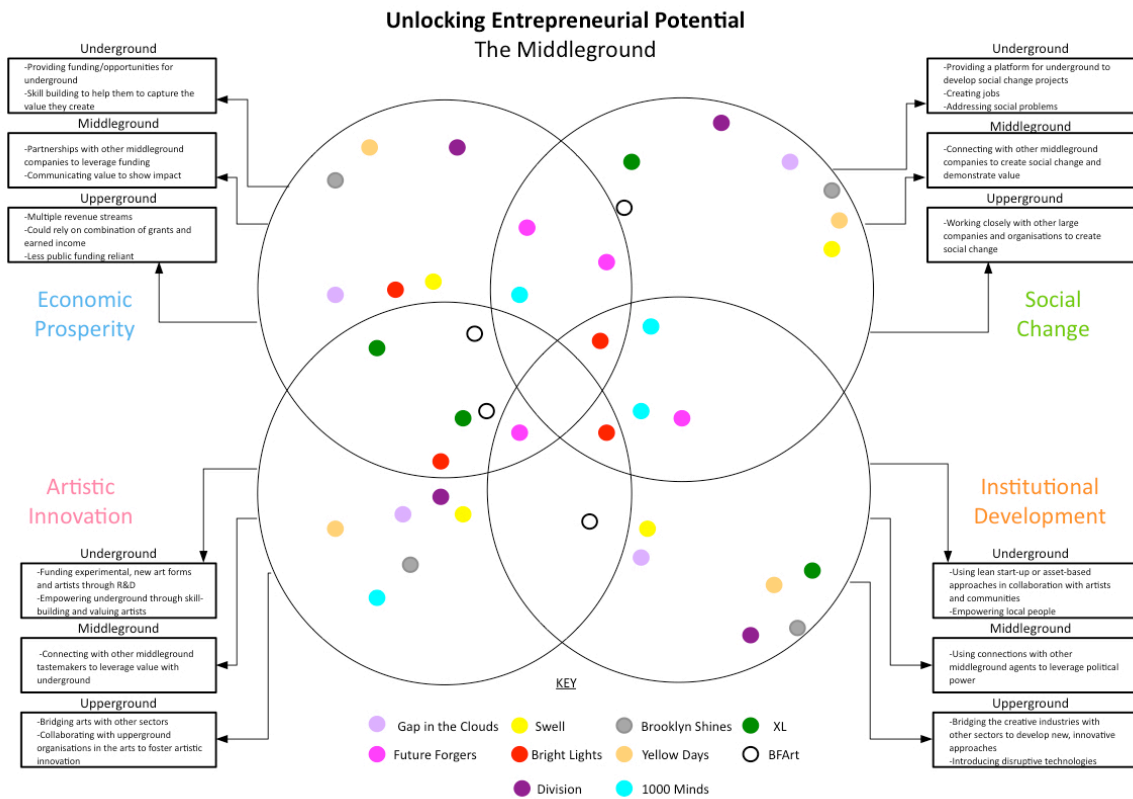 Unlocking Entrepreneurial Potential
The Middleground
Underground
-Providing funding/opportunities for
underground
-Skill building to help them to capture the
value they create
Middleground
-Partnerships with other middleground
companies to leverage funding
-Communicating value to show impact
Upperground
-Multiple revenue streams
-Could rely on combination of grants and
earned income
-Less public funding reliant
Economic
Prosperity
Underground
-Providing a platform for underground to
develop social change projects
-Creating jobs
-Addressing social problems
Middleground
-Connecting with other middleground
companies to create social change and
demonstrate value
Upperground
-Working closely with other large
companies and organisations to create
social change
Social
Change
Artistic
Innovation
Underground
-Funding experimental, new art forms
and artists through R&D
-Empowering underground through skill-
building and valuing artists
Middleground
-Connecting with other middleground
tastemakers to leverage value with
underground
Upperground
-Bridging arts with other sectors
-Collaborating with upperground
organisations in the arts to foster artistic
innovation
Institutional
Development
Underground
-Using lean start-up or asset-based
approaches in collaboration with artists
and communities
-Empowering local people
Middleground
-Using connections with other
middleground agents to leverage political
power
Upperground
-Bridging the creative industries with
other sectors to develop new, innovative
approaches
-Introducing disruptive technologies
KEY
Gap in the Clouds
Swell
Brooklyn Shines
XL
Future Forgers
Bright Lights
Yellow Days
BFArt
Division
1000 Minds